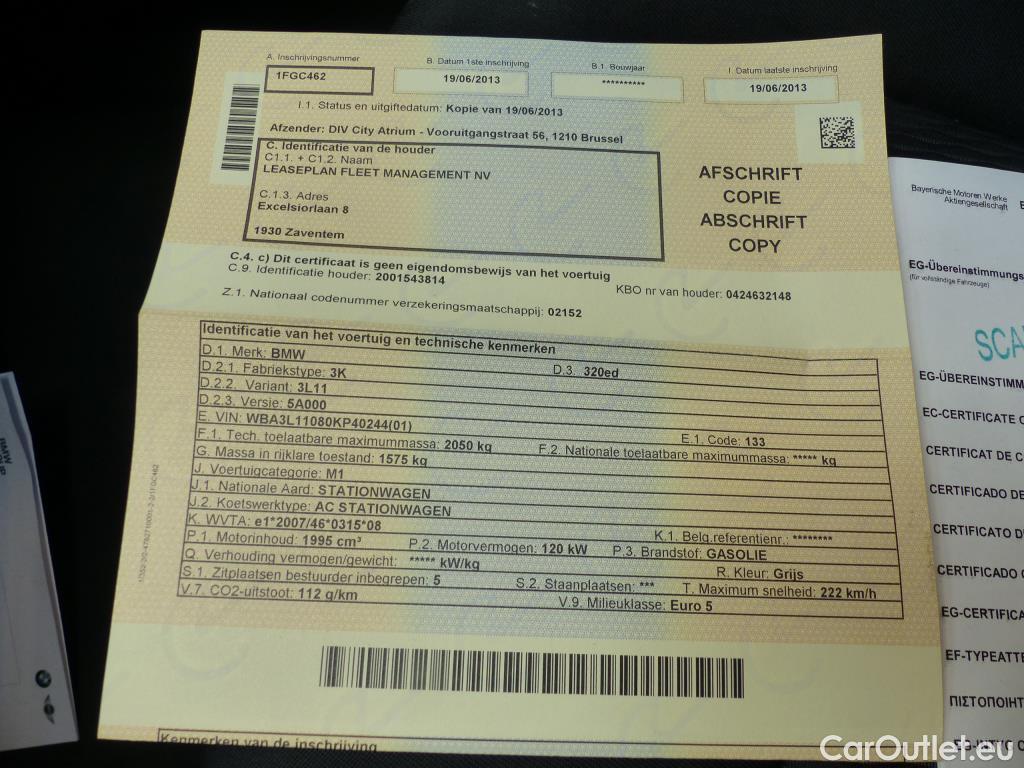 A. Inschrijvingsnummer
1FGC462
B. Datum 1ste inschrijving
19/06/2013
B.1. Bouwjaar
**********
I. Datum laatste inschrijving
19/06/2013
I.1. Status en uitgiftedatum: Kopie van 19/06/2013
Afzender: DIV City Atrium - Vooruitgangstraat 56, 1210 Brussel
C. Identificatie van de houder
C1.1. + C1.2. Naam
LEASEPLAN FLEET MANAGEMENT NV
C.1.3. Adres
Excelsiorlaan 8
1930 Zaventem
AFSCHRIFT
COPIE
ABSCHRIFT
COPY
C.4. c) Dit certificaat is geen eigendomsbewijs van het voertuig
C.9. Identificatie houder: 2001543814
KBO nr van houder: 0424632148
Z.1. Nationaal codenummer verzekeringsmaatschappij: 02152
Identificatie van het voertuig en technische kenmerken
D.1. Merk: BMW
D.3. 320ed
D.2.1. Fabriekstype: 3K
D.2.2. Variant: 3L11
D.2.3. Versie: 5A000
E. VIN: WBA3L11080KP40244(01)
E.1. Code: 133
F.1. Tech. toelaatbare maximummassa: 2050 kg
F.2. Nationale toelaatbare maximummassa: ***** kg
G. Massa in rijklare toestand: 1575 kg
J. Voertuigcategorie: M1
J.1. Nationale Aard: STATIONWAGEN
J.2. Koetswerktype: AC STATIONWAGEN
K. WVTA: e1*2007/46*0315*08
K.1. Belg.referentienr.: ********
P.1. Motorinhoud: 1995 cm³
P.2. Motorvermogen: 120 kW
P.3. Brandstof: GASOLIE
Q. Verhouding vermogen/gewicht: ***** kW/kg
R. Kleur: Grijs
S.1. Zitplaatsen bestuurder inbegrepen: 5
S.2. Staanplaatsen: ***
T. Maximum snelheid: 222 km/h
V.7. CO2-uitstoot: 112 g/km
V.9. Milieuklasse: Euro 5
Kenmerken van de inschrijving
Bayerische Motoren Werke
Aktiengesellschaft
EG-Übereinstimmungs
(für vollständige Fahrzeuge)
SCA
EG-ÜBEREINSTIMM
EC-CERTIFICATE
CERTIFICAT DE C
CERTIFICADO DE
CERTIFICATO D
CERTIFICADO
EG-CERTIFICA
EF-TYPEATTE
ΠΙΣΤΟΠΟΙΗΤ
BMW
CarOutlet.eu